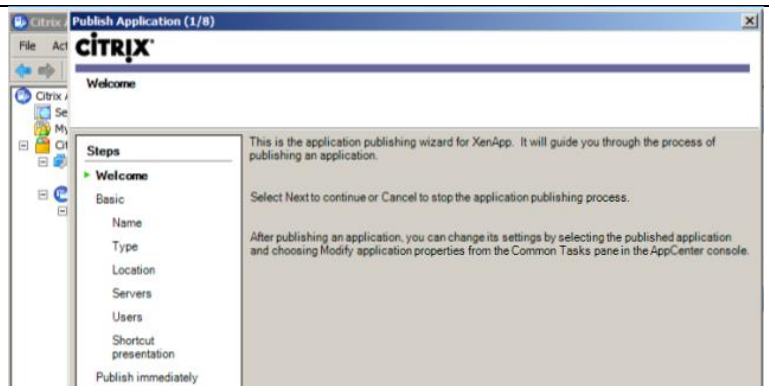 Citrix A
Publish Application (1/8)
File Act
CİTRIX
Welcome
Citrix A
Se
My
Cit
Steps
Welcome
Basic
Name
Type
Location
Servers
Users
Shortcut
presentation
Publish immediately
This is the application publishing wizard for XenApp. It will guide you through the process of
publishing an application.
Select Next to continue or Cancel to stop the application publishing process.
After publishing an application, you can change its settings by selecting the published application
and choosing Modify application properties from the Common Tasks pane in the AppCenter console.